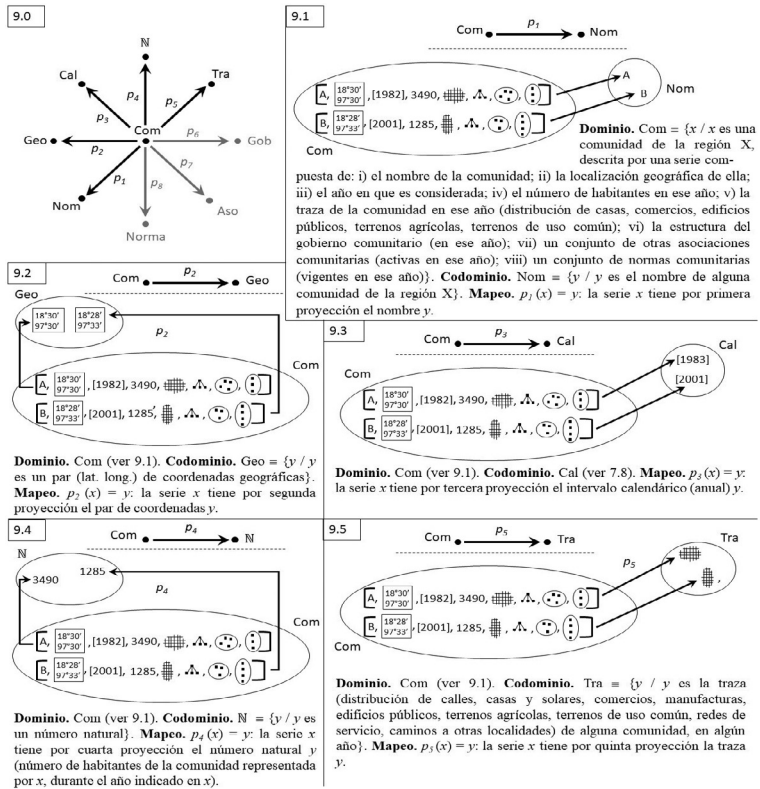 9.0
ℕ
Cal
Tra
p4
p3
p5
Com
Geo
p6
Gob
p2
p1
p7
p8
Nom
Aso
Norma
9.1
p1
Com
Nom
A
B
Nom
[A, 18°30′ 97°30′ , [1982], 3490, , , , ]
[B, 18°28′ 97°33′ , [2001], 1285, , , , ]
Com
Dominio. Com = {x / x es una
comunidad de la región X,
descrita por una serie com-
puesta de: i) el nombre de la comunidad; ii) la localización geográfica de ella;
iii) el año en que es considerada; iv) el número de habitantes en ese año; v) la
traza de la comunidad en ese año (distribución de casas, comercios, edificios
públicos, terrenos agrícolas, terrenos de uso común); vi) la estructura del
gobierno comunitario (en ese año); vii) un conjunto de otras asociaciones
comunitarias (activas en ese año); viii) un conjunto de normas comunitarias
(vigentes en ese año)}. Codominio. Nom = {y / y es el nombre de alguna
comunidad de la región X}. Mapeo. p1 (x) = y: la serie x tiene por primera
proyección el nombre y.
9.2
p2
Com
Geo
Geo
18°30′ 97°30′
18°28′ 97°33′
p2
Com
[A, 18°30′ 97°30′ , [1982], 3490, , , , ]
[B, 18°28′ 97°33′ , [2001], 1285, , , , ]
Dominio. Com (ver 9.1). Codominio. Geo = {y / y
es un par (lat. long.) de coordenadas geográficas}.
Mapeo. p2 (x) = y: la serie x tiene por segunda
proyección el par de coordenadas y.
9.3
p3
Com
Cal
Cal
[1983]
[2001]
Com
[A, 18°30′ 97°30′ , [1982], 3490, , , , ]
[B, 18°28′ 97°33′ , [2001], 1285, , , , ]
Dominio. Com (ver 9.1). Codominio. Cal (ver 7.8). Mapeo. p3 (x) = y:
la serie x tiene por tercera proyección el intervalo calendárico (anual) y.
9.4
p4
Com
ℕ
ℕ
1285
3490
p4
Com
[A, 18°30′ 97°30′ , [1982], 3490, , , , ]
[B, 18°28′ 97°33′ , [2001], 1285, , , , ]
Dominio. Com (ver 9.1). Codominio. ℕ = {y / y es
un número natural}. Mapeo. p4 (x) = y: la serie x
tiene por cuarta proyección el número natural y
(número de habitantes de la comunidad representada
por x, durante el año indicado en x).
9.5
p5
Com
Tra
Tra
p5
[A, 18°30′ 97°30′ , [1982], 3490, , , , ]
[B, 18°28′ 97°33′ , [2001], 1285, , , , ]
Com
Dominio. Com (ver 9.1). Codominio. Tra = {y / y es la traza
(distribución de calles, casas y solares, comercios, manufacturas,
edificios públicos, terrenos agrícolas, terrenos de uso común, redes de
servicio, caminos a otras localidades) de alguna comunidad, en algún
año}. Mapeo. p5 (x) = y: la serie x tiene por quinta proyección la traza
y.